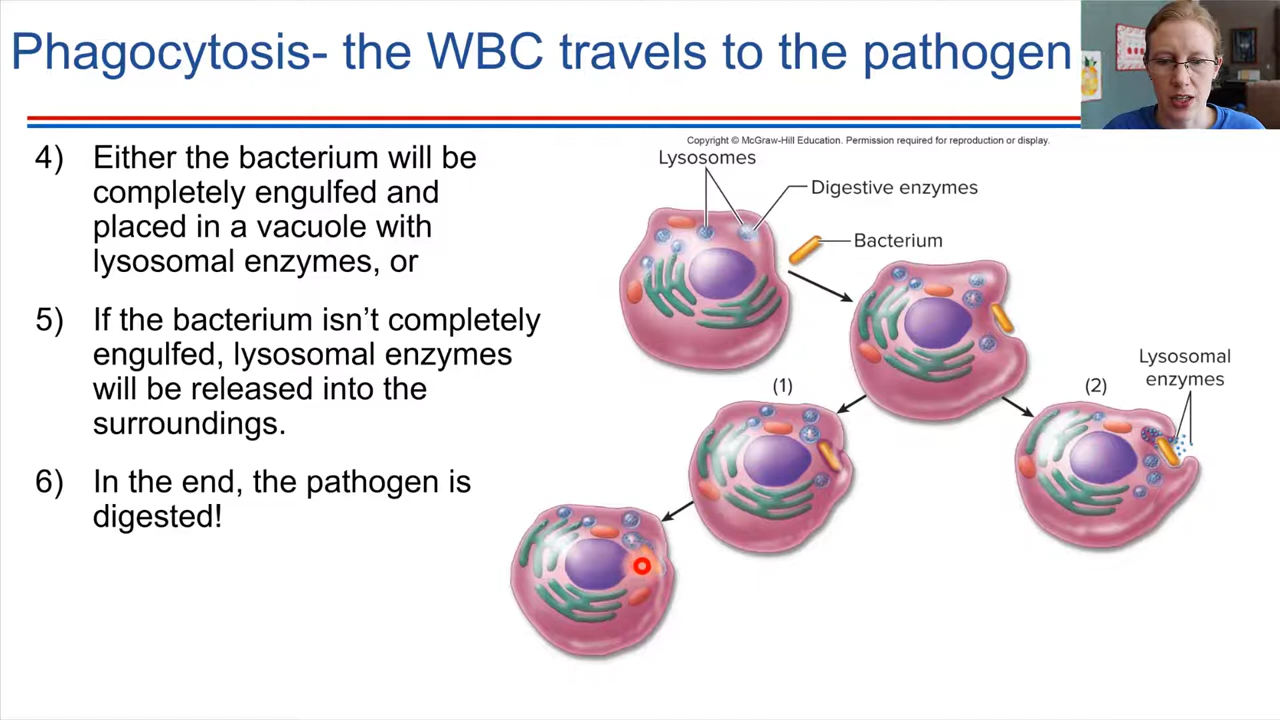 Phagocytosis- the WBC travels to the pathogen
4) Either the bacterium will be
completely engulfed and
placed in a vacuole with
lysosomal enzymes, or
5) If the bacterium isn’t completely
engulfed, lysosomal enzymes
will be released into the
surroundings.
6) In the end, the pathogen is
digested!
Copyright © McGraw-Hill Education. Permission required for reproduction or display.
Lysosomes
Digestive enzymes
Bacterium
(1)
(2)
Lysosomal
enzymes